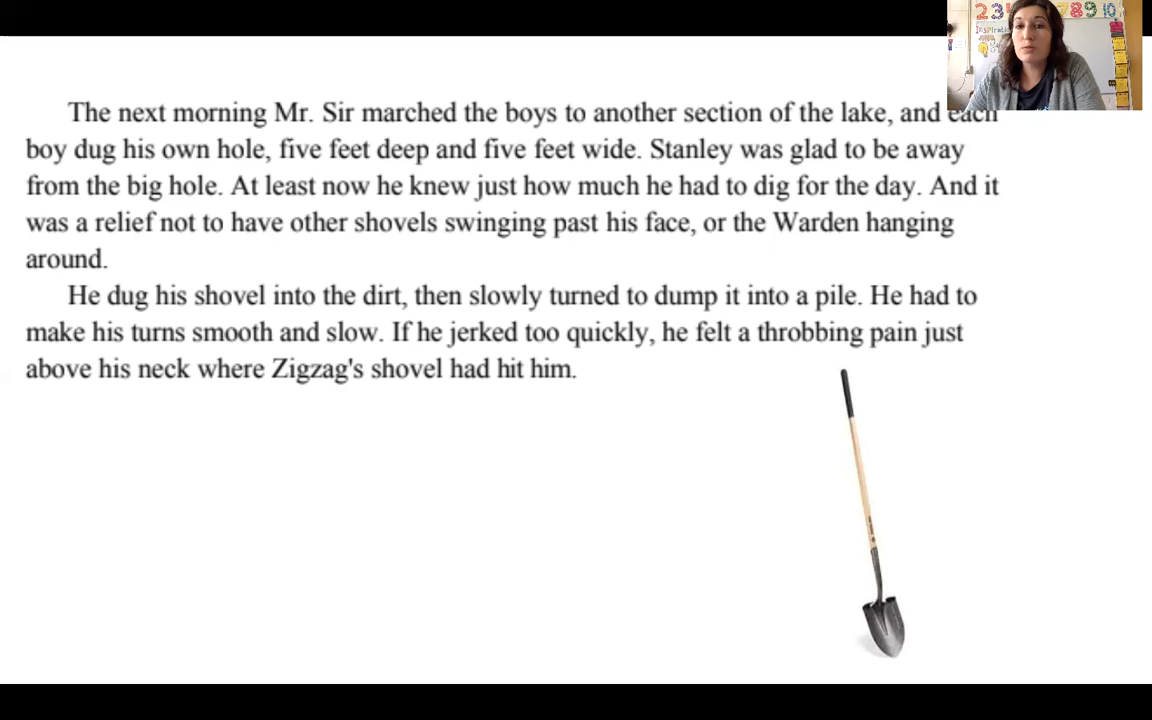 The next morning Mr. Sir marched the boys to another section of the lake, and each
boy dug his own hole, five feet deep and five feet wide. Stanley was glad to be away
from the big hole. At least now he knew just how much he had to dig for the day. And it
was a relief not to have other shovels swinging past his face, or the Warden hanging
around.
He dug his shovel into the dirt, then slowly turned to dump it into a pile. He had to
make his turns smooth and slow. If he jerked too quickly, he felt a throbbing pain just
above his neck where Zigzag's shovel had hit him.
2 3
7 8 9 10